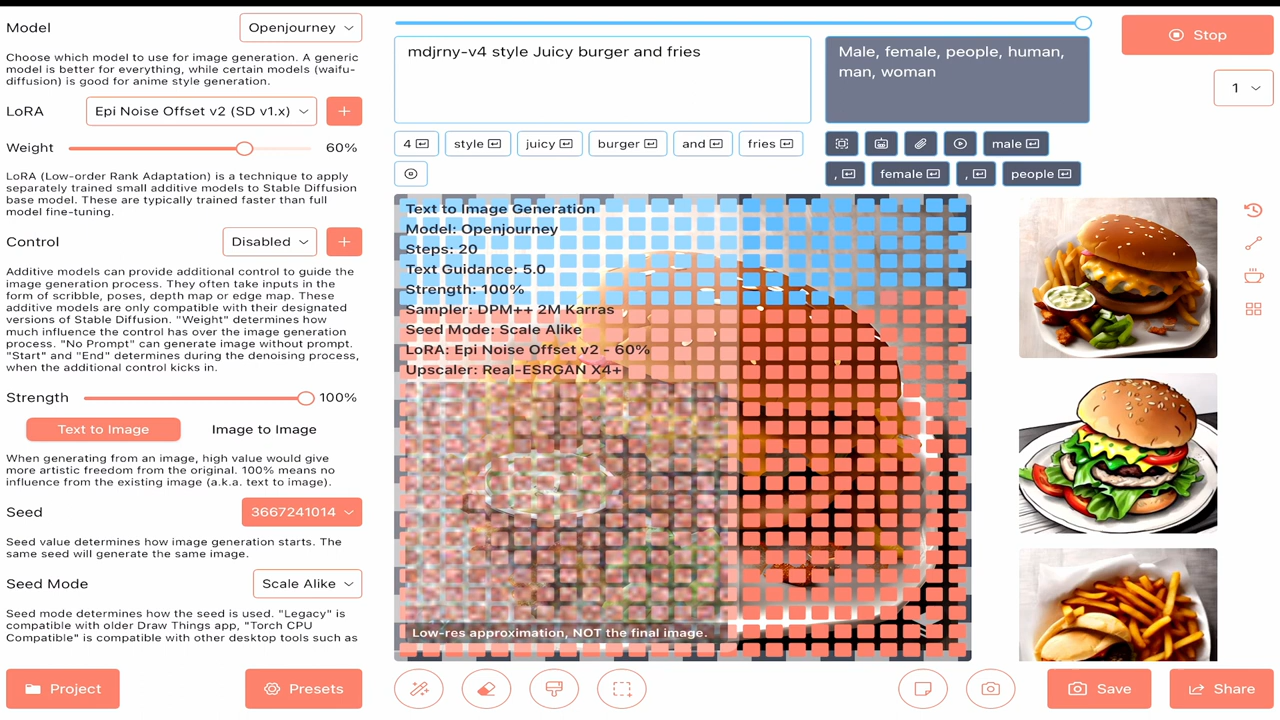 Model
Openjourney
Choose which model to use for image generation. A generic
model is better for everything, while certain models (waifu-
diffusion) is good for anime style generation.
LoRA
Epi Noise Offset v2 (SD v1.x)
+
Weight
60%
LoRA (Low-order Rank Adaptation) is a technique to apply
separately trained small additive models to Stable Diffusion
base model. These are typically trained faster than full
model fine-tuning.
Control
Disabled
+
Additive models can provide additional control to guide the
image generation process. They often take inputs in the
form of scribble, poses, depth map or edge map. These
additive models are only compatible with their designated
versions of Stable Diffusion. "Weight" determines how
much influence the control has over the image generation
process. "No Prompt" can generate image without prompt.
"Start" and "End" determines during the denoising process,
when the additional control kicks in.
Strength
100%
Text to Image
Image to Image
When generating from an image, high value would give
more artistic freedom from the original. 100% means no
influence from the existing image (a.k.a. text to image).
Seed
3667241014
Seed value determines how image generation starts. The
same seed will generate the same image.
Seed Mode
Scale Alike
Seed mode determines how the seed is used. "Legacy" is
compatible with older Draw Things app, "Torch CPU
Compatible" is compatible with other desktop tools such as
Project
Presets
mdjrny-v4 style Juicy burger and fries
4
style
juicy
burger
and
fries
Male, female, people, human,
man, woman
male
,
female
,
people
Stop
1
Text to Image Generation
Model: Openjourney
Steps: 20
Text Guidance: 5.0
Strength: 100%
Sampler: DPM++ 2M Karras
Seed Mode: Scale Alike
LoRA: Epi Noise Offset v2 - 60%
Upscaler: Real-ESRGAN X4+
Low-res approximation, NOT the final image.
Save
Share